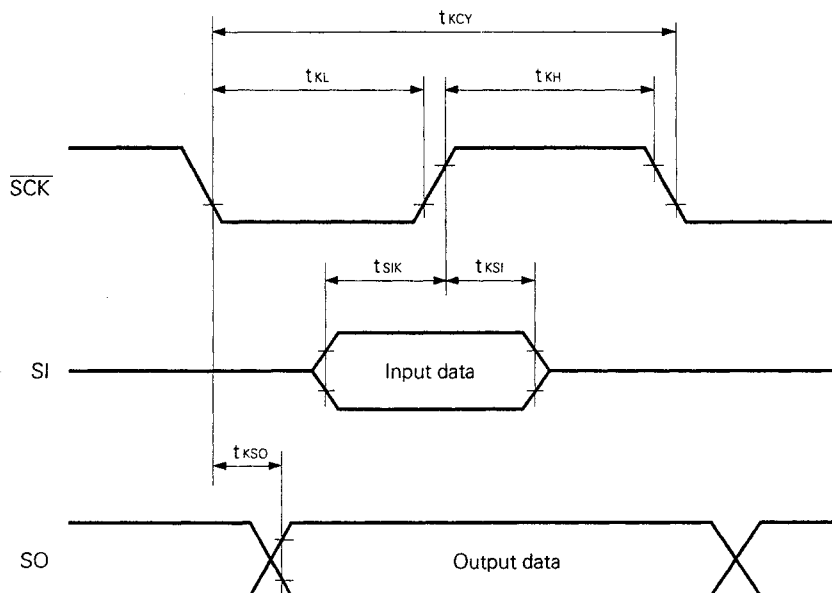 tKCY
tKL
tKH
SCK
tSIK
tKSI
SI
Input data
tKSO
SO
Output data